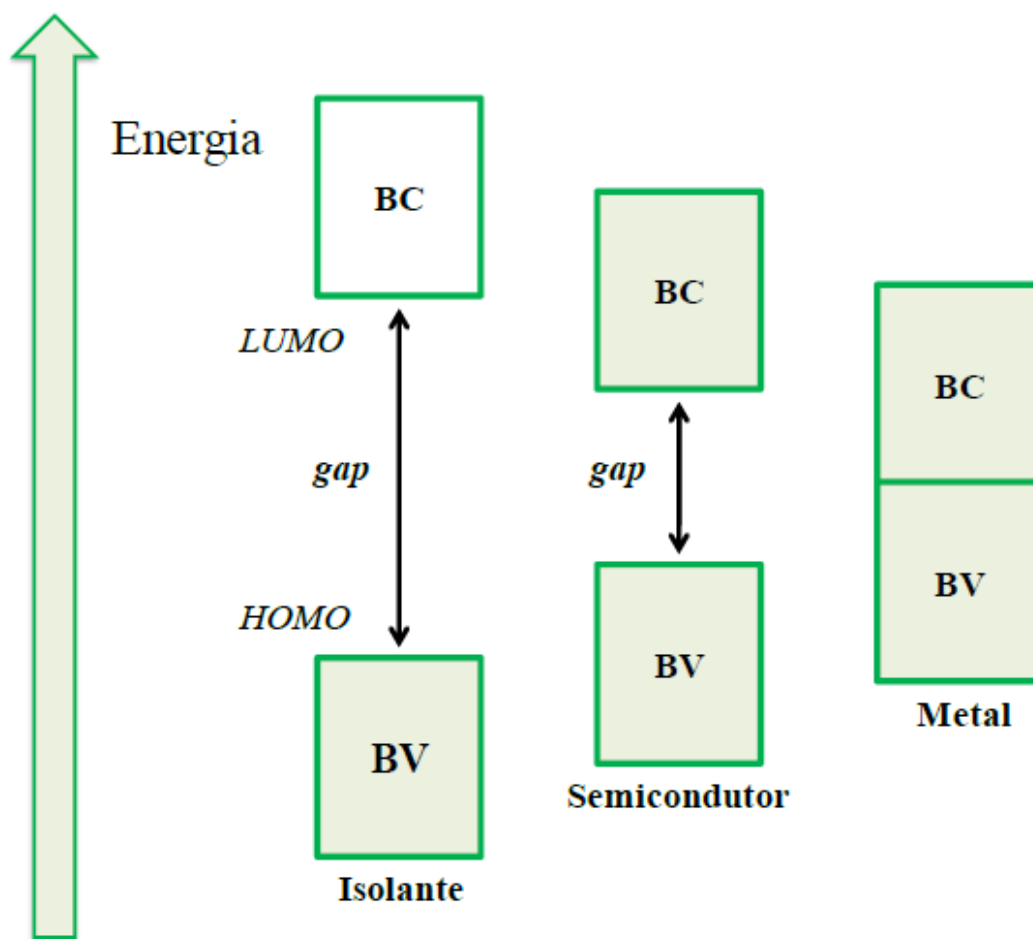 Energia
BC
LUMO
gap
HOMO
BV
Isolante
BC
gap
BV
Semicondutor
BC
BV
Metal